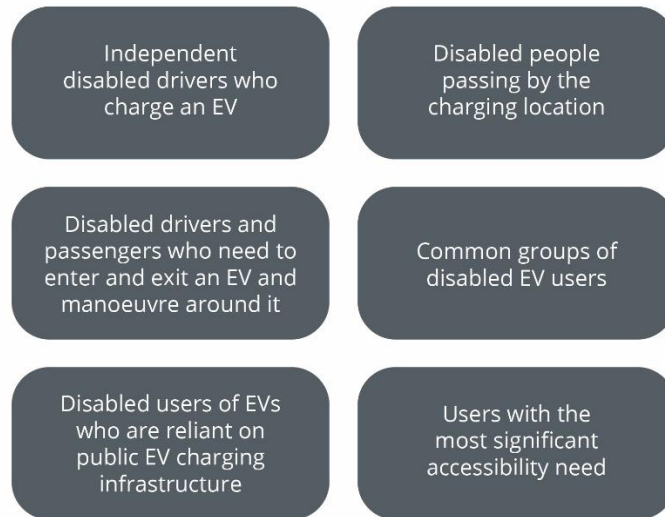 Independent
disabled drivers who
charge an EV
Disabled people
passing by the
charging location
Disabled drivers and
passengers who need to
enter and exit an EV and
manoeuvre around it
Common groups of
disabled EV users
Disabled users of EVs
who are reliant on
public EV charging
infrastructure
Users with the
most significant
accessibility need